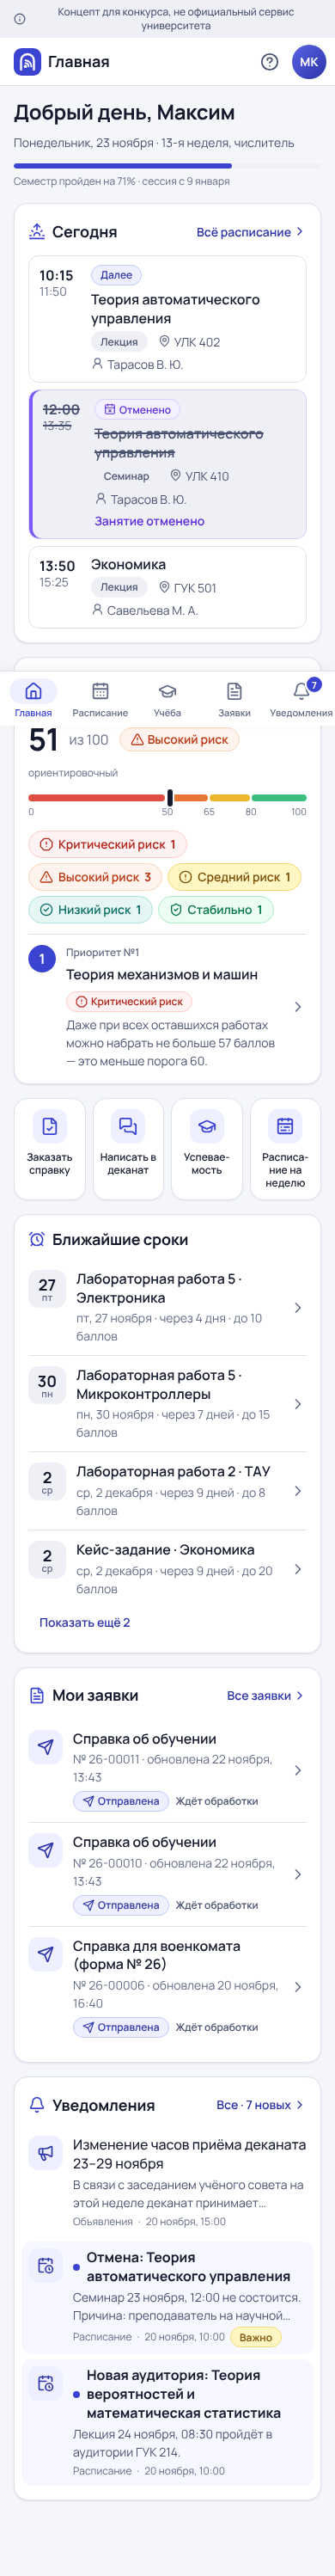 Концепт для конкурса, не официальный сервис
университета
Главная
МК
Добрый день, Максим
Понедельник, 23 ноября · 13-я неделя, числитель
Семестр пройден на 71% · сессия с 9 января
Сегодня
Всё расписание
10:15
11:50
Далее
Теория автоматического
управления
Лекция
УЛК 402
Тарасов В. Ю.
12:00
13:35
Отменено
Теория автоматического
управления
Семинар
УЛК 410
Тарасов В. Ю.
Занятие отменено
13:50
15:25
Экономика
Лекция
ГУК 501
Савельева М. А.
Главная
Расписание
Учёба
Заявки
7
Уведомления
51 из 100
Высокий риск
ориентировочный
0 50 65 80 100
Критический риск 1
Высокий риск 3
Средний риск 1
Низкий риск 1
Стабильно 1
1
Приоритет №1
Теория механизмов и машин
Критический риск
Даже при всех оставшихся работах
можно набрать не больше 57 баллов
— это меньше порога 60.
Заказать
справку
Написать в
деканат
Успевае-
мость
Расписа-
ние на
неделю
Ближайшие сроки
27
пт
Лабораторная работа 5 ·
Электроника
пт, 27 ноября · через 4 дня · до 10
баллов
30
пн
Лабораторная работа 5 ·
Микроконтроллеры
пн, 30 ноября · через 7 дней · до 15
баллов
2
ср
Лабораторная работа 2 · ТАУ
ср, 2 декабря · через 9 дней · до 8
баллов
2
ср
Кейс-задание · Экономика
ср, 2 декабря · через 9 дней · до 20
баллов
Показать ещё 2
Мои заявки
Все заявки
Справка об обучении
№ 26-00011 · обновлена 22 ноября,
13:43
Отправлена
Ждёт обработки
Справка об обучении
№ 26-00010 · обновлена 22 ноября,
13:43
Отправлена
Ждёт обработки
Справка для военкомата
(форма № 26)
№ 26-00006 · обновлена 20 ноября,
16:40
Отправлена
Ждёт обработки
Уведомления
Все · 7 новых
Изменение часов приёма деканата
23–29 ноября
В связи с заседанием учёного совета на
этой неделе деканат принимает…
Объявления · 20 ноября, 15:00
Отмена: Теория
автоматического управления
Семинар 23 ноября, 12:00 не состоится.
Причина: преподаватель на научной…
Расписание · 20 ноября, 10:00
Важно
Новая аудитория: Теория
вероятностей и
математическая статистика
Лекция 24 ноября, 08:30 пройдёт в
аудитории ГУК 214.
Расписание · 20 ноября, 10:00